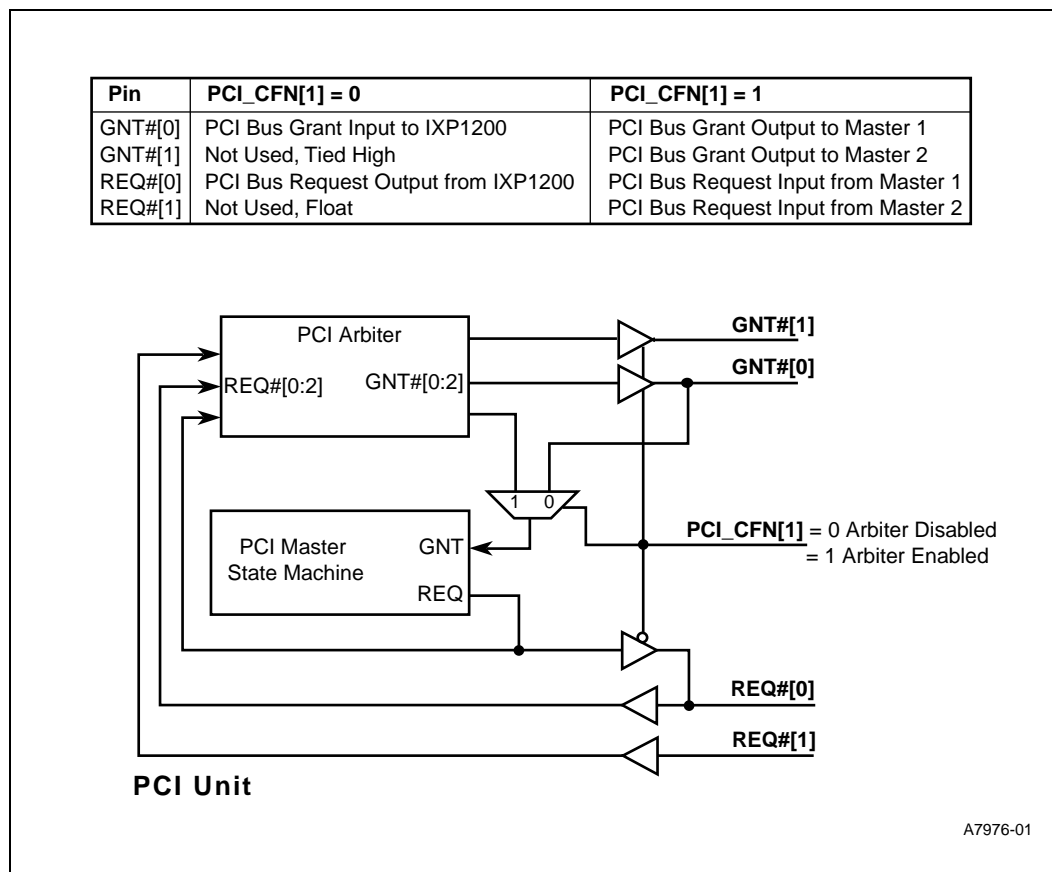 Pin PCI_CFN[1] = 0 PCI_CFN[1] = 1
GNT#[0] PCI Bus Grant Input to IXP1200 PCI Bus Grant Output to Master 1
GNT#[1] Not Used, Tied High PCI Bus Grant Output to Master 2
REQ#[0] PCI Bus Request Output from IXP1200 PCI Bus Request Input from Master 1
REQ#[1] Not Used, Float PCI Bus Request Input from Master 2
PCI Arbiter
GNT#[1]
GNT#[0]
REQ#[0:2] GNT#[0:2]
1 0
PCI_CFN[1] = 0 Arbiter Disabled
= 1 Arbiter Enabled
PCI Master
State Machine
GNT
REQ
REQ#[0]
REQ#[1]
PCI Unit
A7976-01